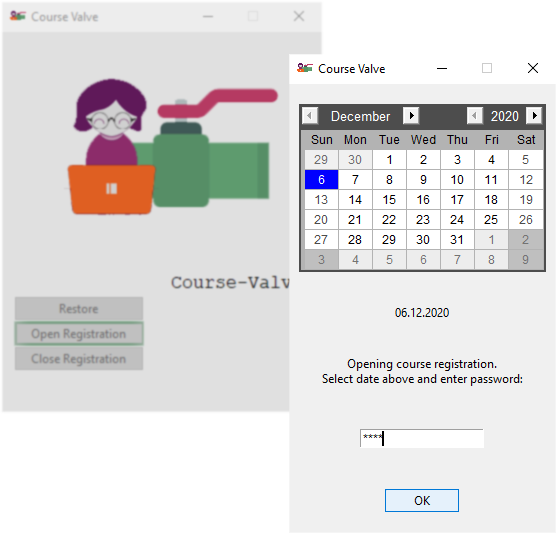 Course Valve
Course-Valv
Restore
Open Registration
Close Registration
Course Valve
December 2020
Sun Mon Tue Wed Thu Fri Sat
29 30 1 2 3 4 5
6 7 8 9 10 11 12
13 14 15 16 17 18 19
20 21 22 23 24 25 26
27 28 29 30 31 1 2
3 4 5 6 7 8 9
06.12.2020
Opening course registration.
Select date above and enter password:
****
OK